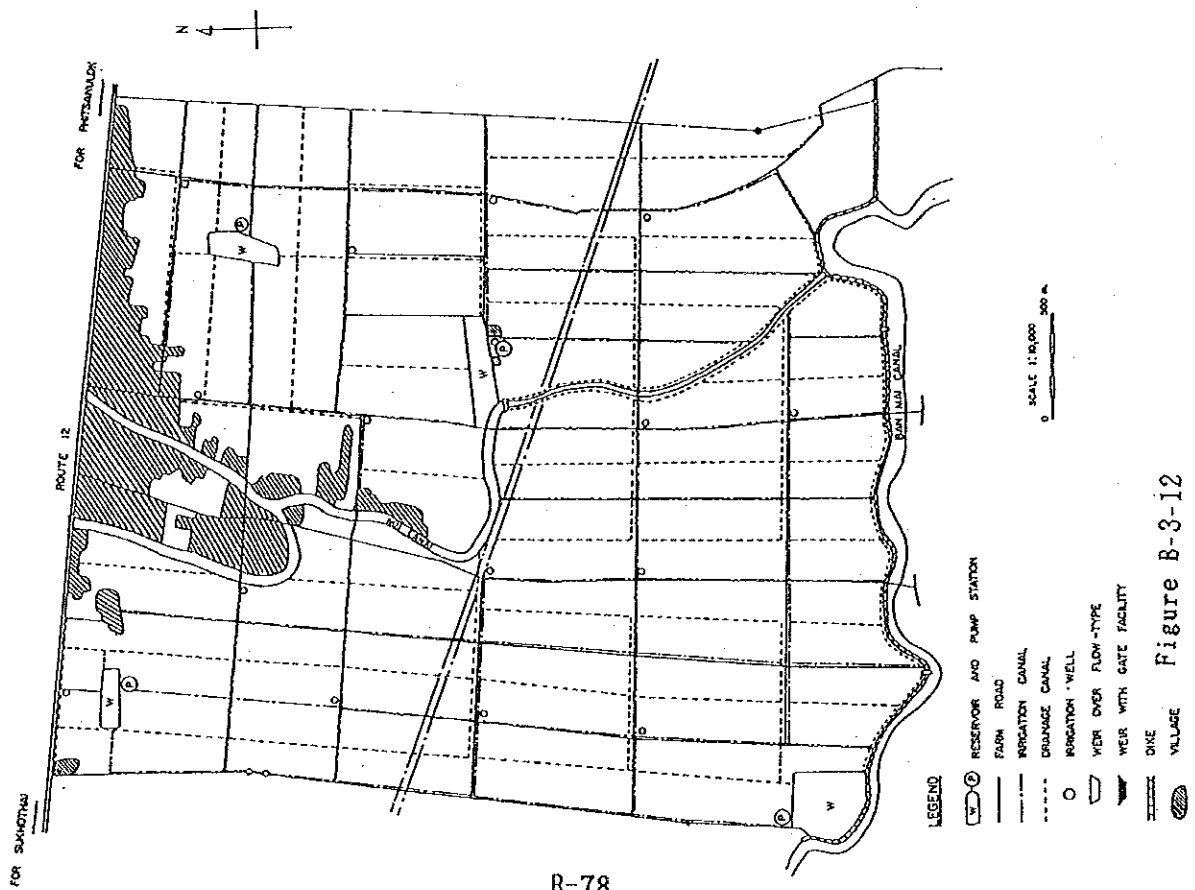 FOR SUKHOTHAI
ROUTE 12
FOR PHITSANULOK
N
W
P
W
P
W
P
W
P
BAN MAI CANAL
SCALE 1:10,000
0 500 m
LEGEND
W P RESERVOIR AND PUMP STATION
FARM ROAD
IRRIGATION CANAL
DRAINAGE CANAL
IRRIGATION WELL
WEIR OVER FLOW-TYPE
WEIR WITH GATE FACILITY
DIKE
VILLAGE
Figure B-3-12
B-78